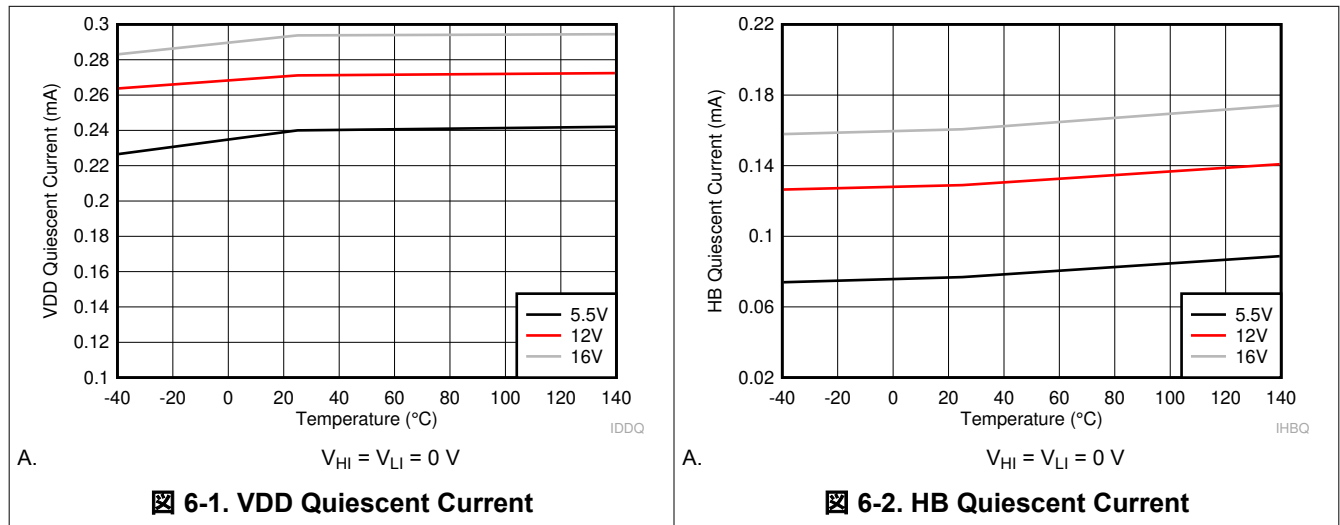 0.3
0.28
0.26
0.24
0.22
0.2
0.18
0.16
0.14
0.12
0.1
VDD Quiescent Current (mA)
5.5V
12V
16V
-40 -20 0 20 40 60 80 100 120 140
Temperature (°C)
IDDQ
A. VHI = VLI = 0 V
図 6-1. VDD Quiescent Current
0.22
0.18
0.14
0.1
0.06
0.02
HB Quiescent Current (mA)
5.5V
12V
16V
-40 -20 0 20 40 60 80 100 120 140
Temperature (°C)
IHBQ
A. VHI = VLI = 0 V
図 6-2. HB Quiescent Current